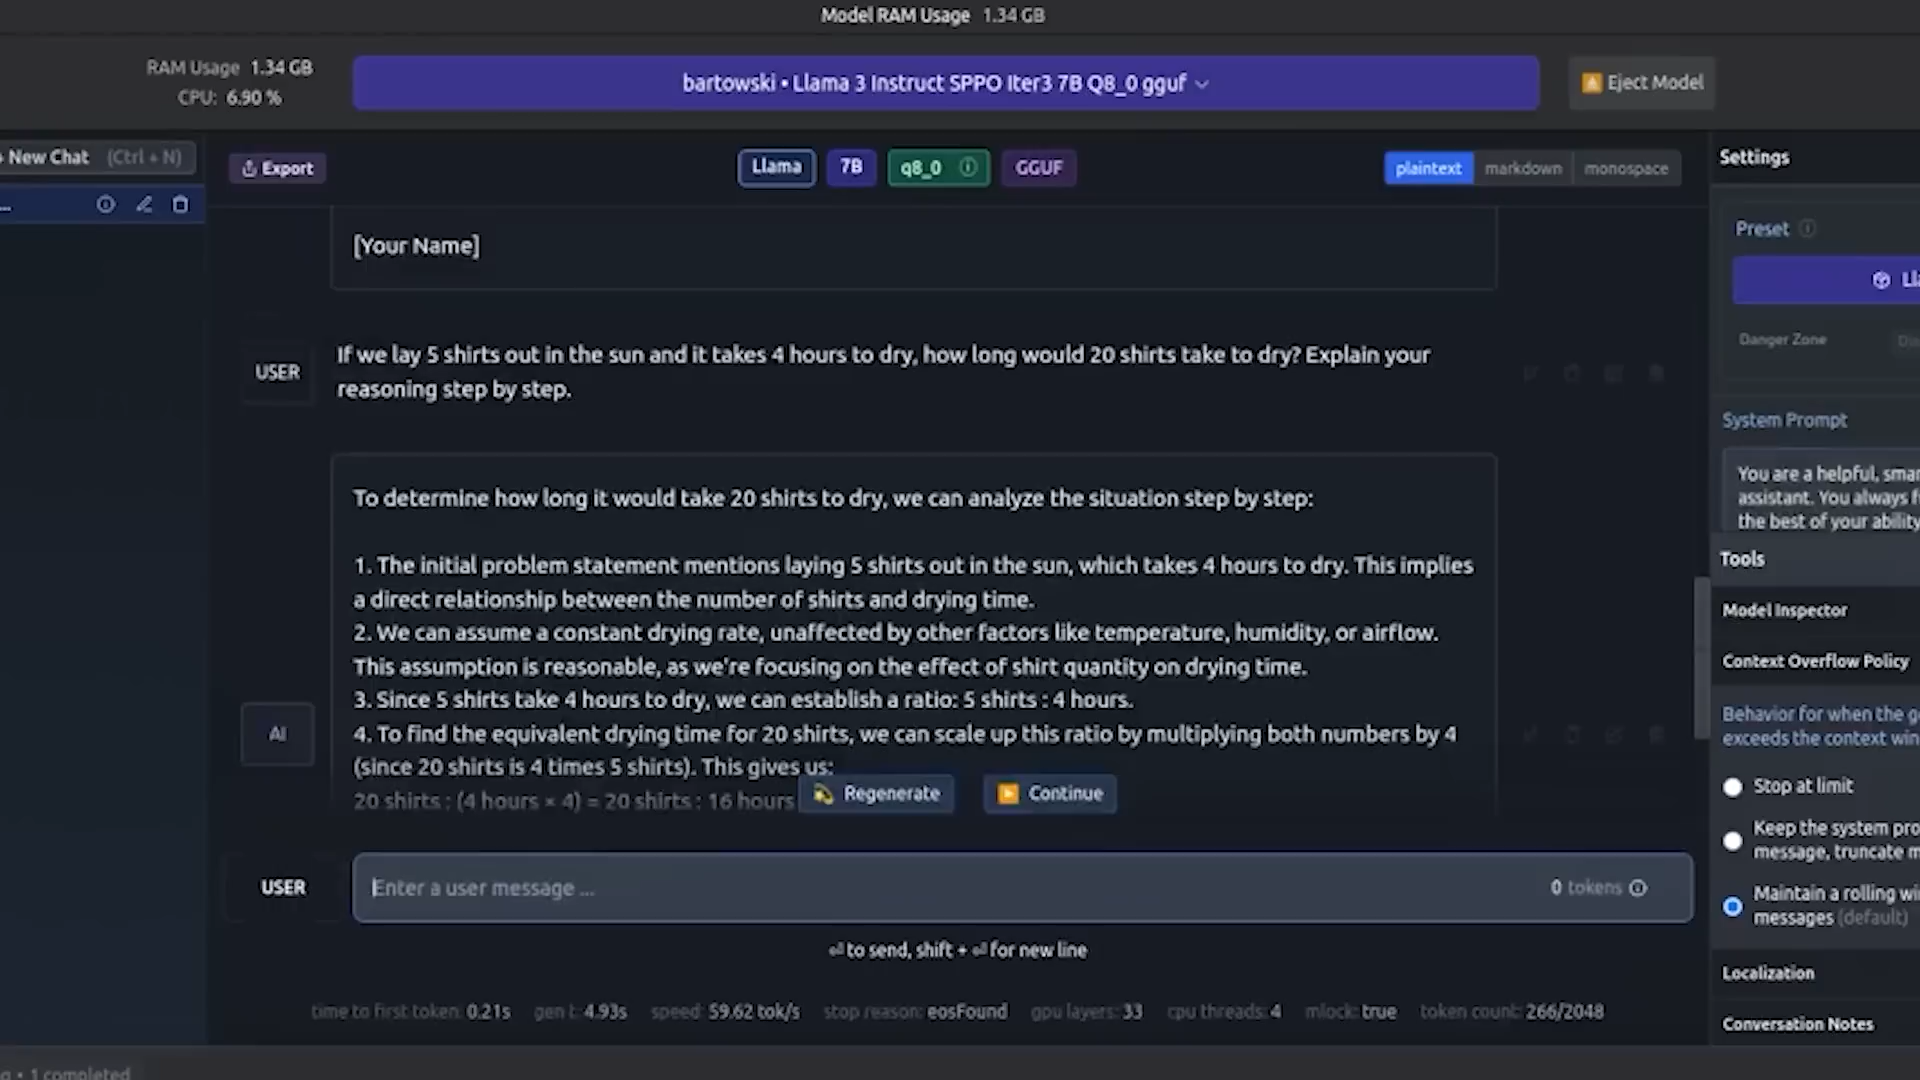 Model RAM Usage 1.34 GB
RAM Usage 1.34 GB
CPU: 6.90 %
bartowski • Llama 3 Instruct SPPO Iter3 7B Q8_0 gguf
Eject Model
New Chat (Ctrl + N)
Export
Llama
7B
q8_0
GGUF
plaintext
markdown
monospace
Settings
...
[Your Name]
Preset
USER
If we lay 5 shirts out in the sun and it takes 4 hours to dry, how long would 20 shirts take to dry? Explain your
reasoning step by step.
Danger Zone
System Prompt
You are a helpful, smar
assistant. You always f
the best of your ability
AI
To determine how long it would take 20 shirts to dry, we can analyze the situation step by step:
1. The initial problem statement mentions laying 5 shirts out in the sun, which takes 4 hours to dry. This implies
a direct relationship between the number of shirts and drying time.
2. We can assume a constant drying rate, unaffected by other factors like temperature, humidity, or airflow.
This assumption is reasonable, as we're focusing on the effect of shirt quantity on drying time.
3. Since 5 shirts take 4 hours to dry, we can establish a ratio: 5 shirts : 4 hours.
4. To find the equivalent drying time for 20 shirts, we can scale up this ratio by multiplying both numbers by 4
(since 20 shirts is 4 times 5 shirts). This gives us:
20 shirts : (4 hours × 4) = 20 shirts : 16 hours
Regenerate
Continue
Tools
Model Inspector
Context Overflow Policy
Behavior for when the g
exceeds the context win
Stop at limit
Keep the system pro
message, truncate m
Maintain a rolling wi
messages (default)
Localization
Conversation Notes
USER
Enter a user message ...
0 tokens
⏎ to send, shift + ⏎ for new line
time to first token: 0.21s gen t: 4.93s speed: 59.62 tok/s stop reason: eosFound gpu layers: 33 cpu threads: 4 mlock: true token count: 266/2048
• 1 completed